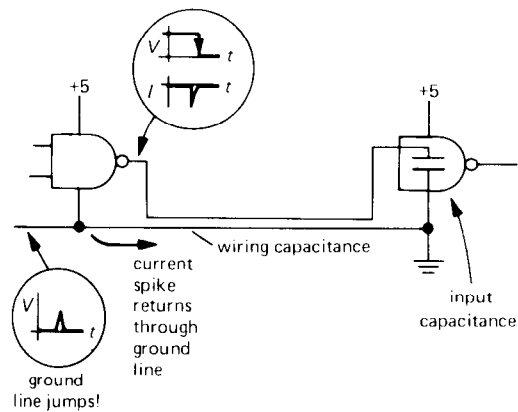 V
t
I
t
+5
+5
wiring capacitance
current
spike
returns
through
ground
line
V
t
input
capacitance
ground
line jumps!